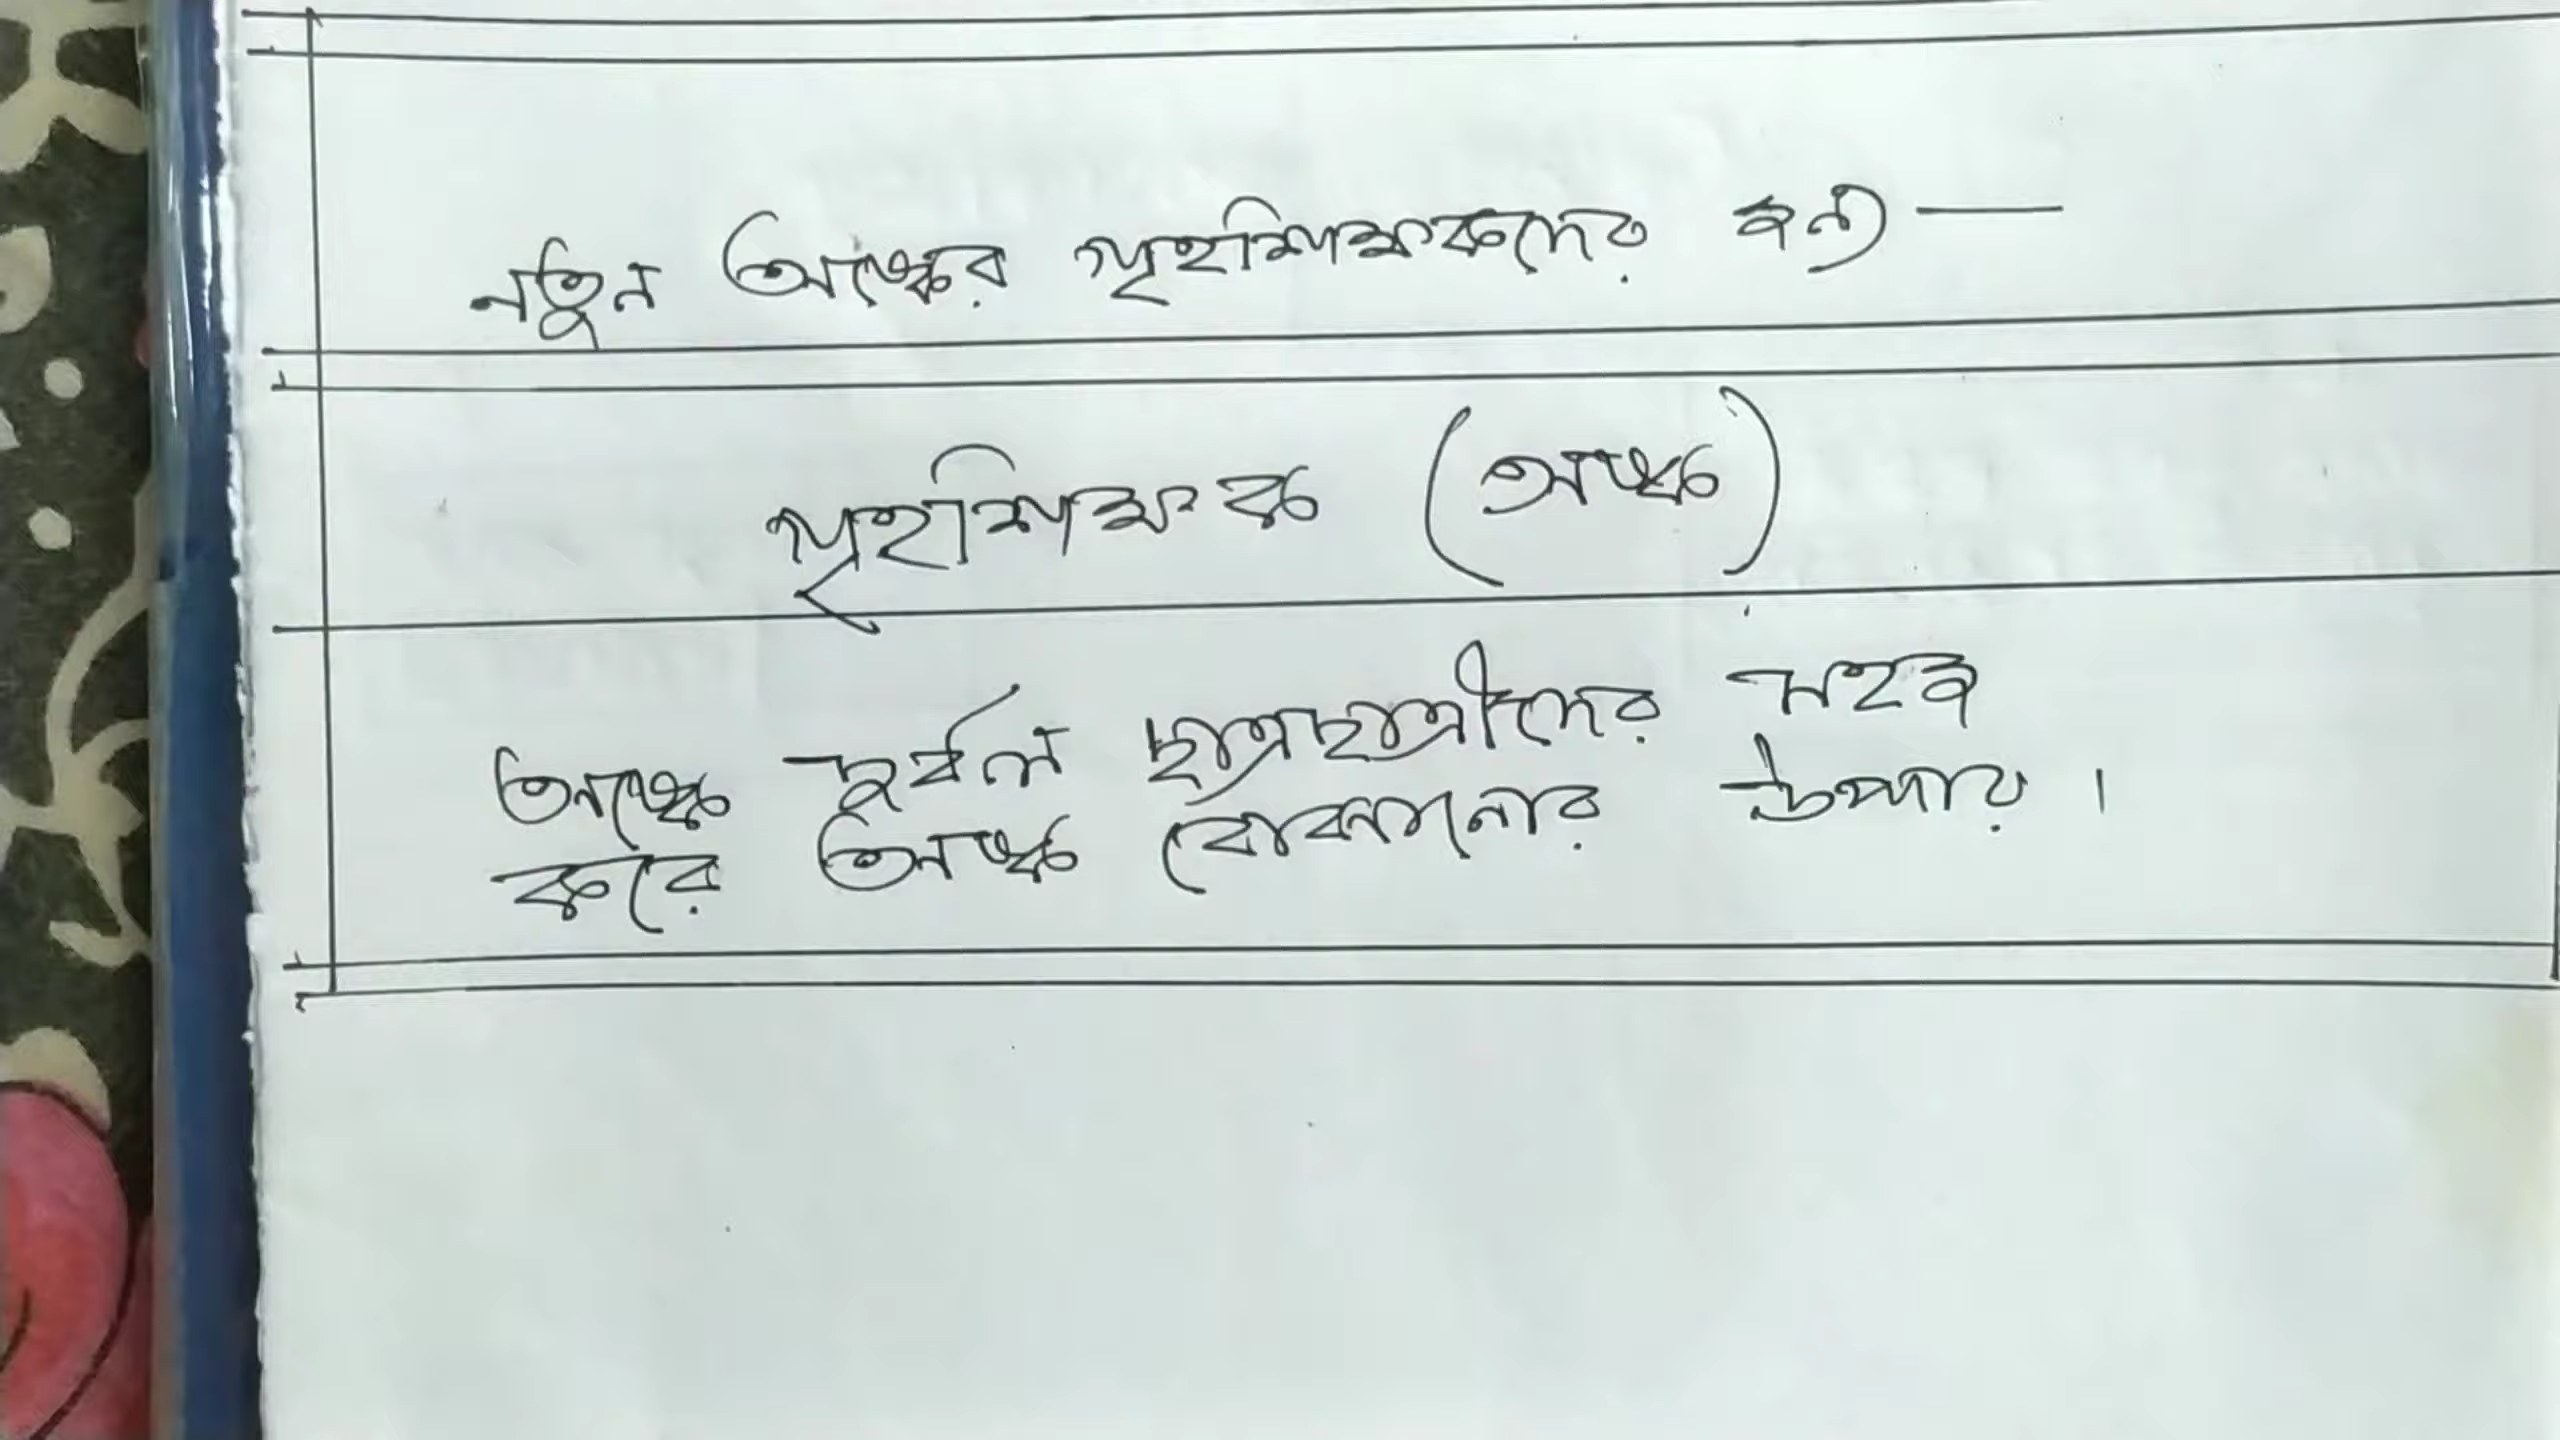 নতুন অঙ্কের গৃহশিক্ষকদের জন্য —
গৃহশিক্ষক (অঙ্ক)
অঙ্কে দুর্বল ছাত্রছাত্রীদের সহজ
করে অঙ্ক বোঝানোর উপায়।